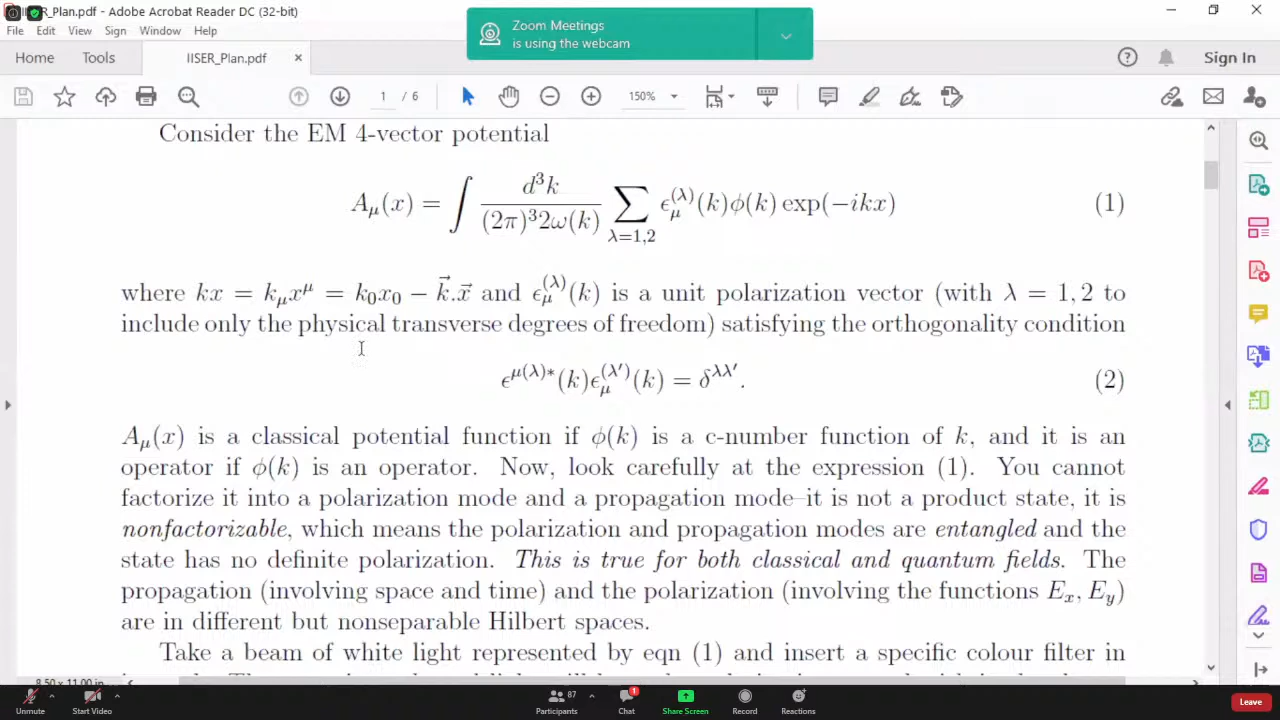 IISER_Plan.pdf - Adobe Acrobat Reader DC (32-bit)
Zoom Meetings
is using the webcam
File Edit View Sign Window Help
Home Tools IISER_Plan.pdf × Sign In
1 / 6 150%
Consider the EM 4-vector potential
A_μ(x) = ∫ d³k / (2π)³2ω(k) ∑_{λ=1,2} ϵ_μ^{(λ)}(k)ϕ(k) exp(−ikx) (1)
where kx = k_μx^μ = k₀x₀ − k⃗.x⃗ and ϵ_μ^{(λ)}(k) is a unit polarization vector (with λ = 1, 2 to
include only the physical transverse degrees of freedom) satisfying the orthogonality condition
ϵ^{μ(λ)*}(k)ϵ_μ^{(λ′)}(k) = δ^{λλ′}. (2)
A_μ(x) is a classical potential function if ϕ(k) is a c-number function of k, and it is an
operator if ϕ(k) is an operator. Now, look carefully at the expression (1). You cannot
factorize it into a polarization mode and a propagation mode–it is not a product state, it is
nonfactorizable, which means the polarization and propagation modes are entangled and the
state has no definite polarization. This is true for both classical and quantum fields. The
propagation (involving space and time) and the polarization (involving the functions E_x, E_y)
are in different but nonseparable Hilbert spaces.
Take a beam of white light represented by eqn (1) and insert a specific colour filter in
8.50 x 11.00 in
Unmute Start Video Participants 87 Chat 1 Share Screen Record Reactions Leave